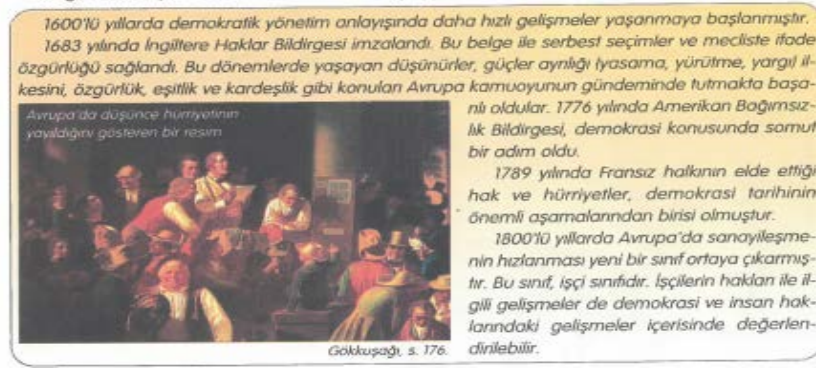 1600'lü yıllarda demokratik yönetim anlayışında daha hızlı gelişmeler yaşanmaya başlanmıştır.
1683 yılında İngiltere Haklar Bildirgesi imzalandı. Bu belge ile serbest seçimler ve mecliste ifade
özgürlüğü sağlandı. Bu dönemlerde yaşayan düşünürler, güçler ayrılığı (yasama, yürütme, yargı) il-
kesini, özgürlük, eşitlik ve kardeşlik gibi konuları Avrupa kamuoyunun gündeminde tutmakta başa-
rılı oldular. 1776 yılında Amerikan Bağımsız-
lık Bildirgesi, demokrasi konusunda somut
bir adım oldu.
1789 yılında Fransız halkının elde ettiği
hak ve hürriyetler, demokrasi tarihinin
önemli aşamalarından birisi olmuştur.
1800'lü yıllarda Avrupa'da sanayileşme-
nin hızlanması yeni bir sınıf ortaya çıkarmış-
tır. Bu sınıf, işçi sınıfıdır. İşçilerin hakları ile il-
gili gelişmeler de demokrasi ve insan hak-
larındaki gelişmeler içerisinde değerlen-
dirilebilir.
Avrupa'da düşünce hürriyetinin
yayıldığını gösteren bir resim
Gökkuşağı, s. 176.